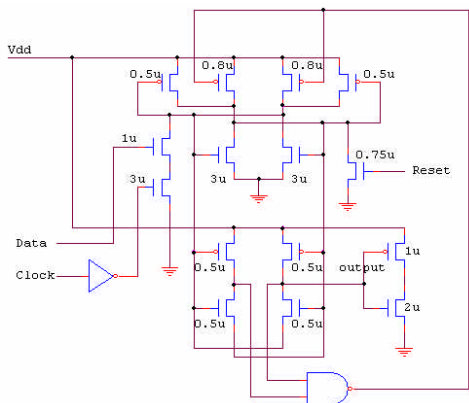 Vdd
0.5u 0.8u 0.8u 0.5u
1u
3u
3u 3u
0.75u
Reset
Data
Clock
0.5u 0.5u
output
1u
0.5u 0.5u
2u